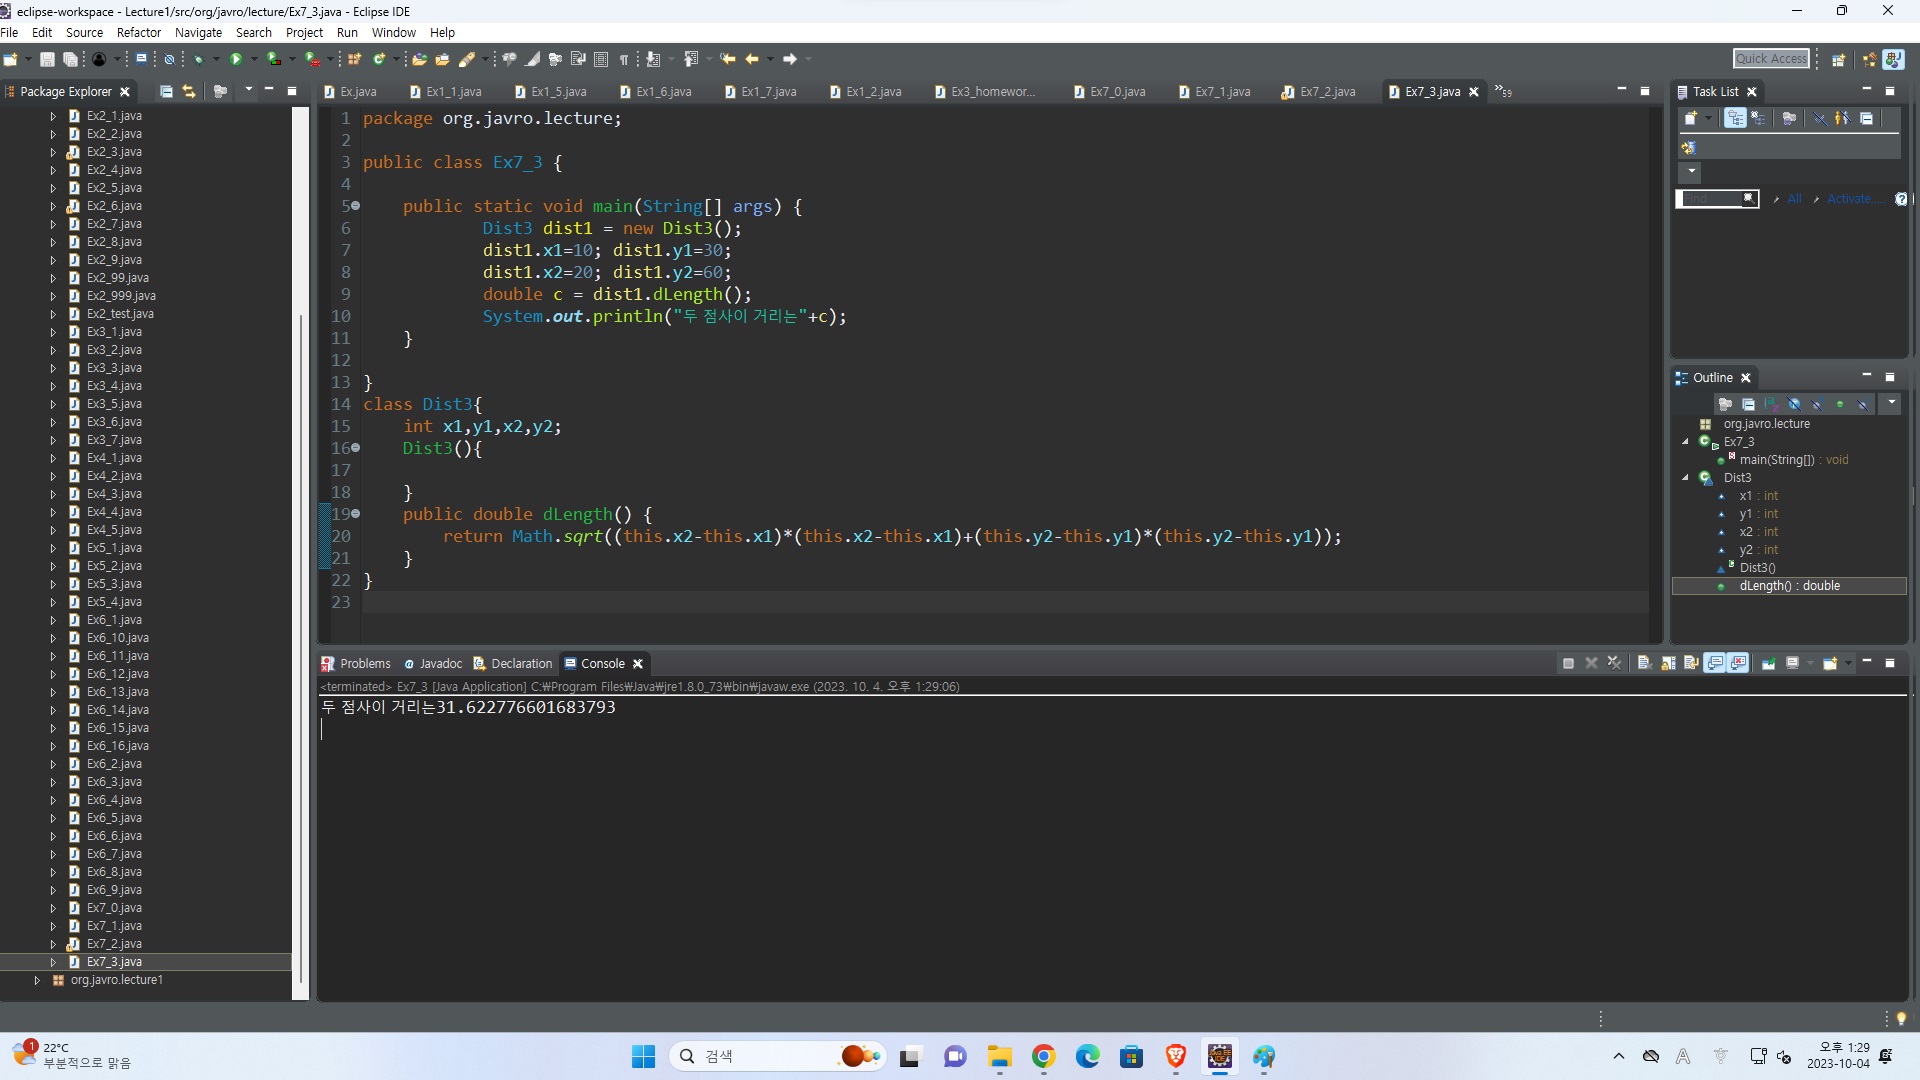 eclipse-workspace - Lecture1/src/org/javro/lecture/Ex7_3.java - Eclipse IDE
File Edit Source Refactor Navigate Search Project Run Window Help
Quick Access
Package Explorer
Ex2_1.java
Ex2_2.java
Ex2_3.java
Ex2_4.java
Ex2_5.java
Ex2_6.java
Ex2_7.java
Ex2_8.java
Ex2_9.java
Ex2_99.java
Ex2_999.java
Ex2_test.java
Ex3_1.java
Ex3_2.java
Ex3_3.java
Ex3_4.java
Ex3_5.java
Ex3_6.java
Ex3_7.java
Ex4_1.java
Ex4_2.java
Ex4_3.java
Ex4_4.java
Ex4_5.java
Ex5_1.java
Ex5_2.java
Ex5_3.java
Ex5_4.java
Ex6_1.java
Ex6_10.java
Ex6_11.java
Ex6_12.java
Ex6_13.java
Ex6_14.java
Ex6_15.java
Ex6_16.java
Ex6_2.java
Ex6_3.java
Ex6_4.java
Ex6_5.java
Ex6_6.java
Ex6_7.java
Ex6_8.java
Ex6_9.java
Ex7_0.java
Ex7_1.java
Ex7_2.java
Ex7_3.java
org.javro.lecture1
Ex.java Ex1_1.java Ex1_5.java Ex1_6.java Ex1_7.java Ex1_2.java Ex3_homewor... Ex7_0.java Ex7_1.java Ex7_2.java Ex7_3.java »59
1 package org.javro.lecture;
2
3 public class Ex7_3 {
4
5 public static void main(String[] args) {
6 Dist3 dist1 = new Dist3();
7 dist1.x1=10; dist1.y1=30;
8 dist1.x2=20; dist1.y2=60;
9 double c = dist1.dLength();
10 System.out.println("두 점사이 거리는"+c);
11 }
12
13 }
14 class Dist3{
15 int x1,y1,x2,y2;
16 Dist3(){
17
18 }
19 public double dLength() {
20 return Math.sqrt((this.x2-this.x1)*(this.x2-this.x1)+(this.y2-this.y1)*(this.y2-this.y1));
21 }
22 }
23
Problems @ Javadoc Declaration Console
<terminated> Ex7_3 [Java Application] C:₩Program Files₩Java₩jre1.8.0_73₩bin₩javaw.exe (2023. 10. 4. 오후 1:29:06)
두 점사이 거리는31.622776601683793
Task List
Find All Activate...
Outline
org.javro.lecture
Ex7_3
main(String[]) : void
Dist3
x1 : int
y1 : int
x2 : int
y2 : int
Dist3()
dLength() : double
1
22°C
부분적으로 맑음
검색
오후 1:29
2023-10-04